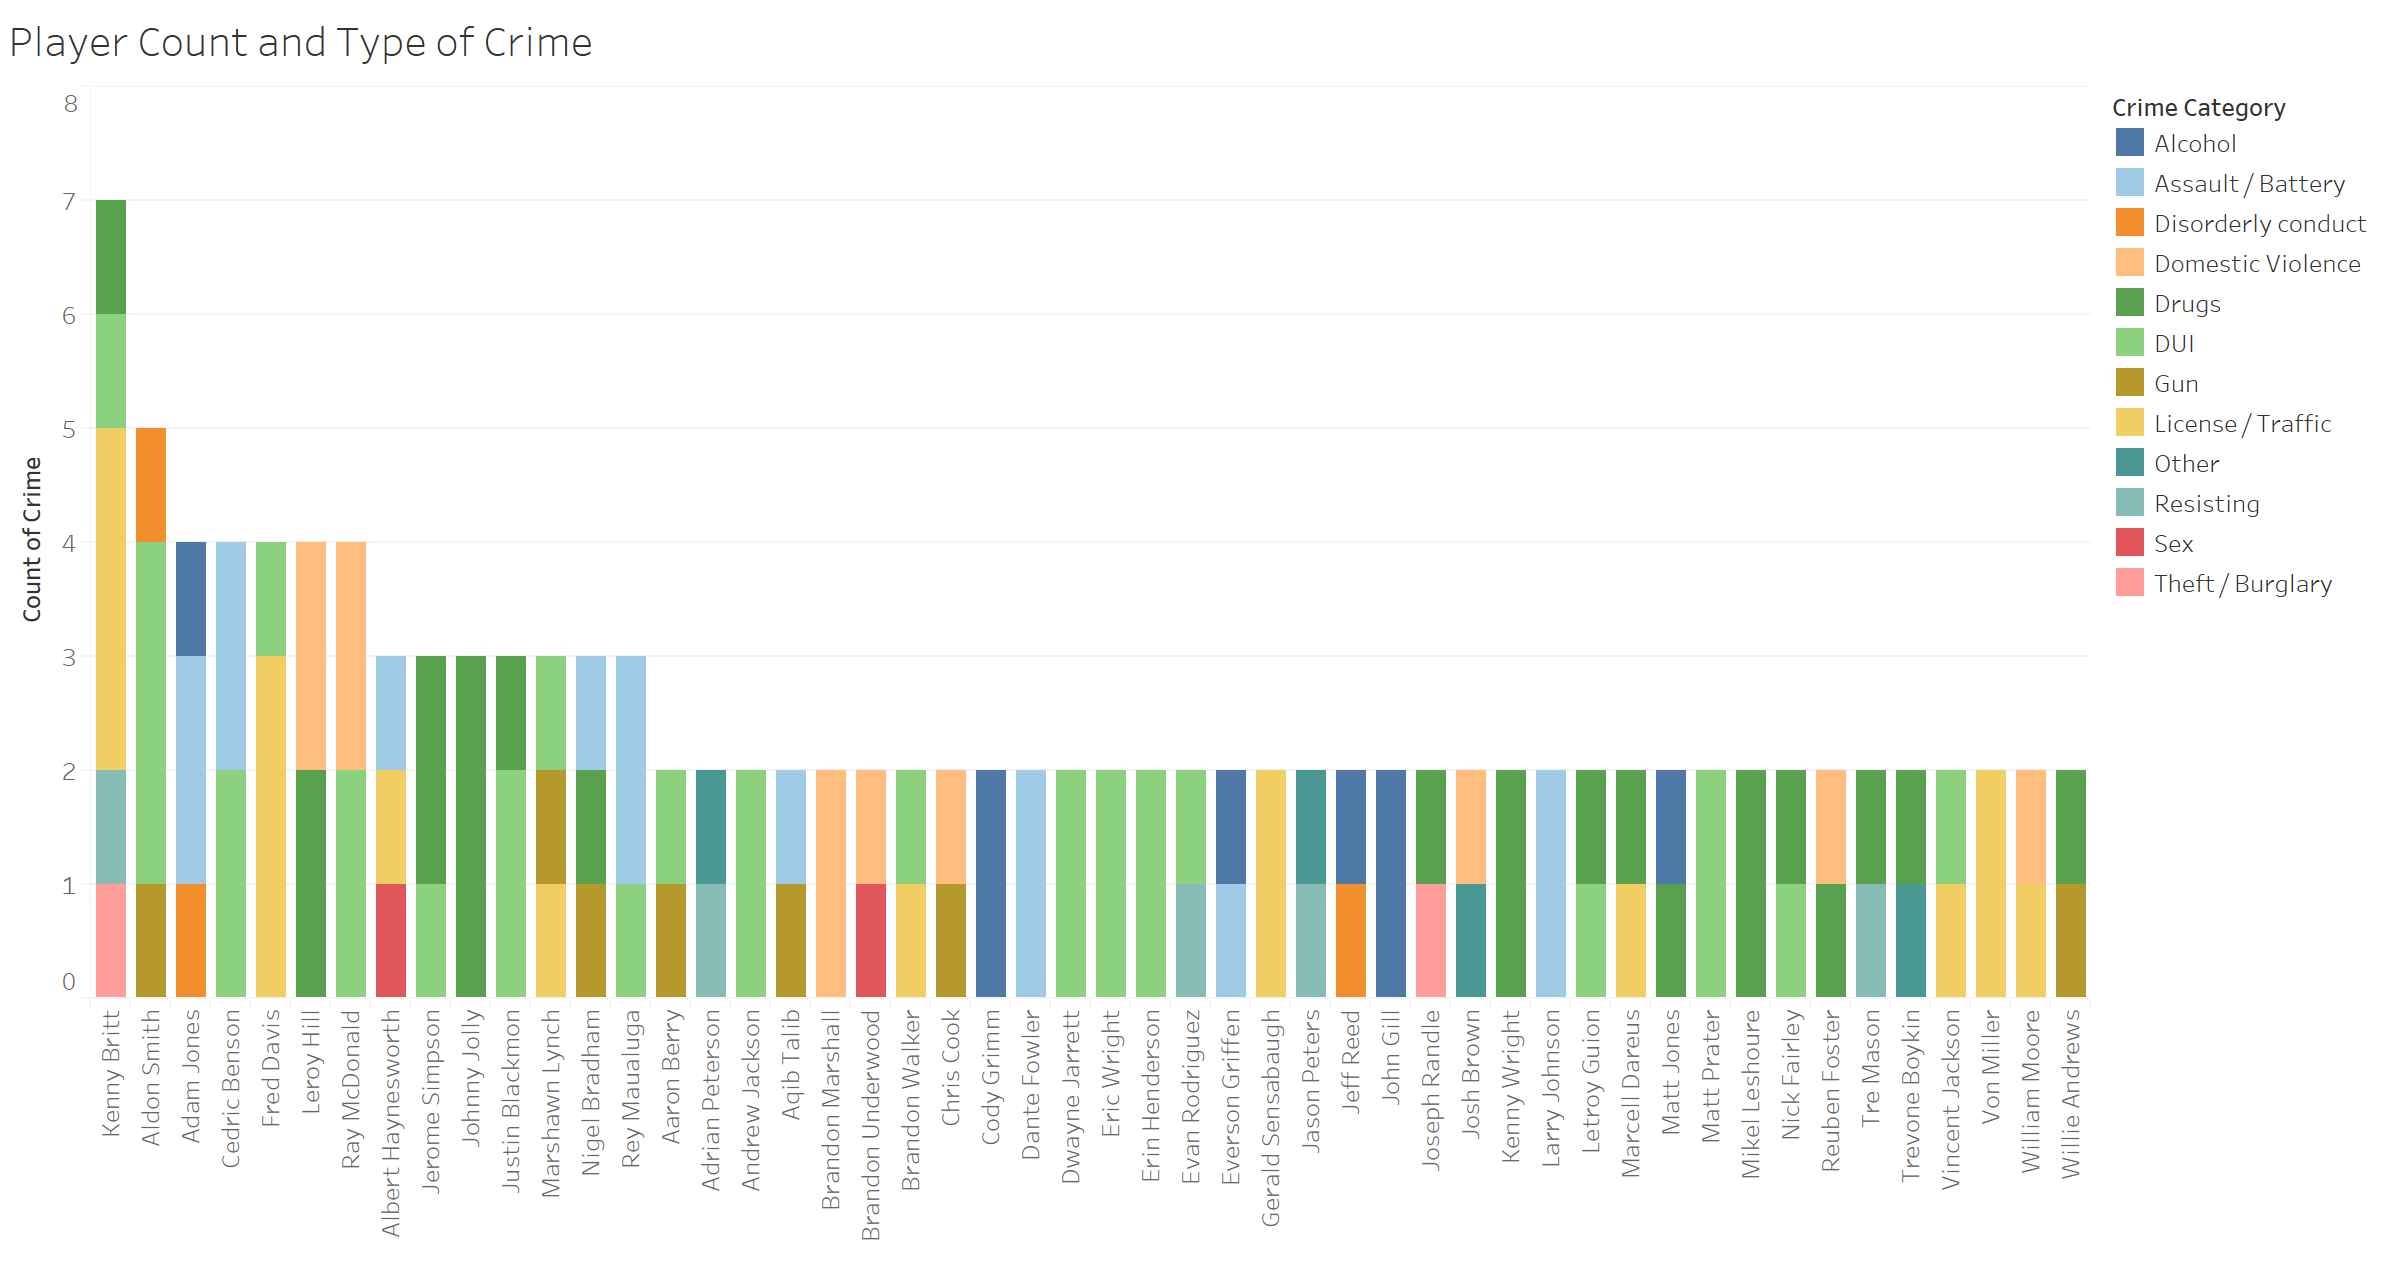 Player Count and Type of Crime
Count of Crime
8
7
6
5
4
3
2
1
0
Kenny Britt
Aldon Smith
Adam Jones
Cedric Benson
Fred Davis
Leroy Hill
Ray McDonald
Albert Haynesworth
Jerome Simpson
Johnny Jolly
Justin Blackmon
Marshawn Lynch
Nigel Bradham
Rey Maualuga
Aaron Berry
Adrian Peterson
Andrew Jackson
Aqib Talib
Brandon Marshall
Brandon Underwood
Brandon Walker
Chris Cook
Cody Grimm
Dante Fowler
Dwayne Jarrett
Eric Wright
Erin Henderson
Evan Rodriguez
Everson Griffen
Gerald Sensabaugh
Jason Peters
Jeff Reed
John Gill
Joseph Randle
Josh Brown
Kenny Wright
Larry Johnson
Letroy Guion
Marcell Dareus
Matt Jones
Matt Prater
Mikel Leshoure
Nick Fairley
Reuben Foster
Tre Mason
Trevone Boykin
Vincent Jackson
Von Miller
William Moore
Willie Andrews
Crime Category
Alcohol
Assault / Battery
Disorderly conduct
Domestic Violence
Drugs
DUI
Gun
License / Traffic
Other
Resisting
Sex
Theft / Burglary